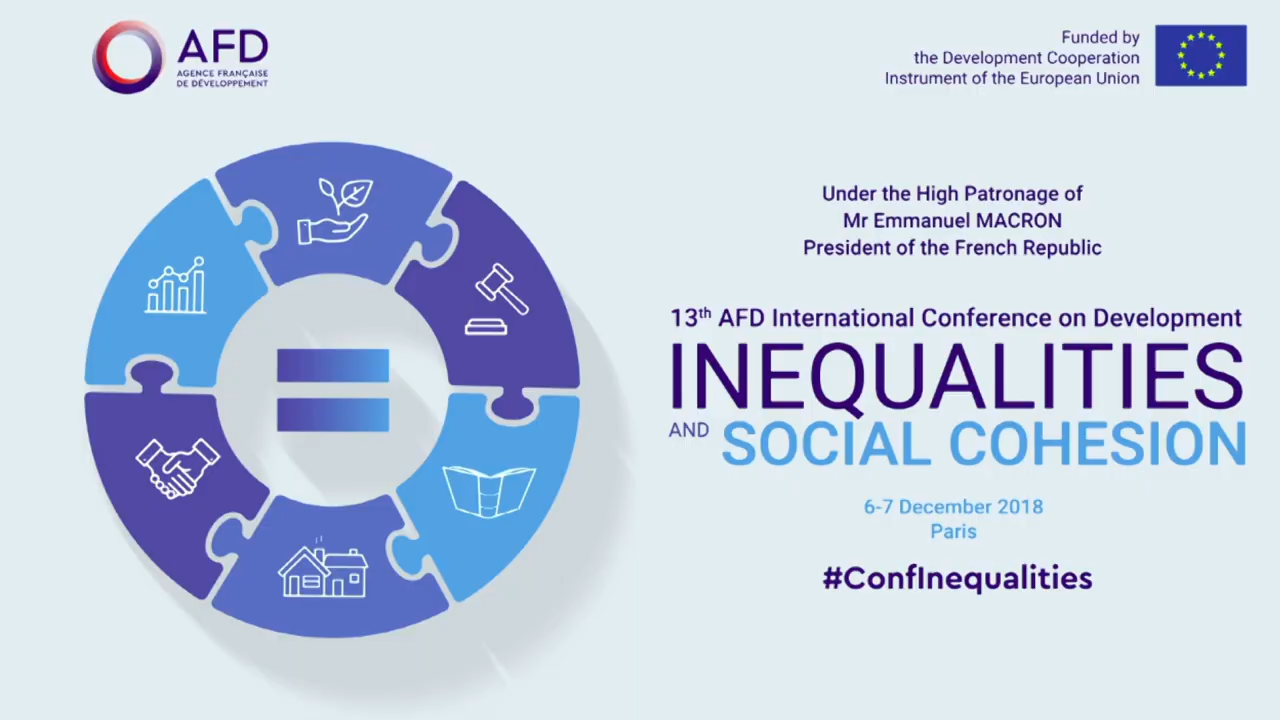 AFD
AGENCE FRANÇAISE
DE DÉVELOPPEMENT
Funded by
the Development Cooperation
Instrument of the European Union
Under the High Patronage of
Mr Emmanuel MACRON
President of the French Republic
13th AFD International Conference on Development
INEQUALITIES
AND SOCIAL COHESION
6-7 December 2018
Paris
#ConfInequalities